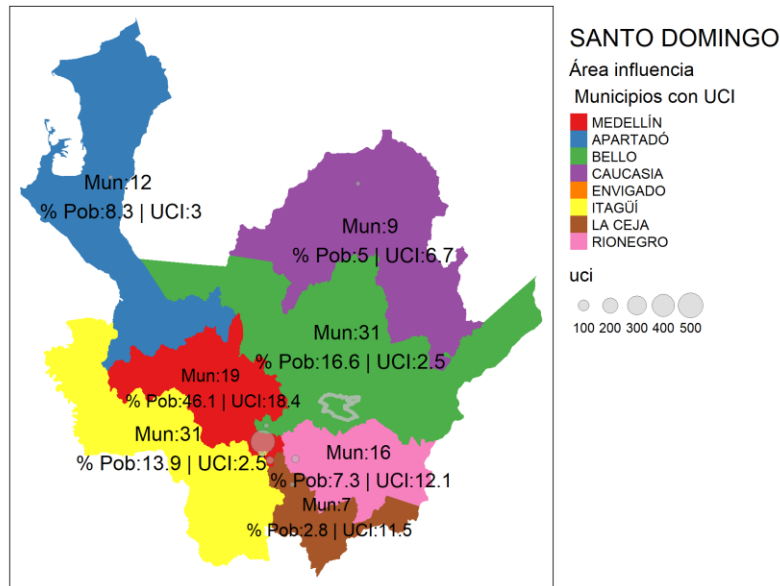 SANTO DOMINGO
Área influencia
Municipios con UCI
MEDELLÍN
APARTADÓ
BELLO
CAUCASIA
ENVIGADO
ITAGÜÍ
LA CEJA
RIONEGRO
uci
100 200 300 400 500
Mun:12
% Pob:8.3 | UCI:3
Mun:9
% Pob:5 | UCI:6.7
Mun:31
% Pob:16.6 | UCI:2.5
Mun:19
% Pob:46.1 | UCI:18.4
Mun:31
% Pob:13.9 | UCI:2.5
Mun:16
% Pob:7.3 | UCI:12.1
Mun:7
% Pob:2.8 | UCI:11.5